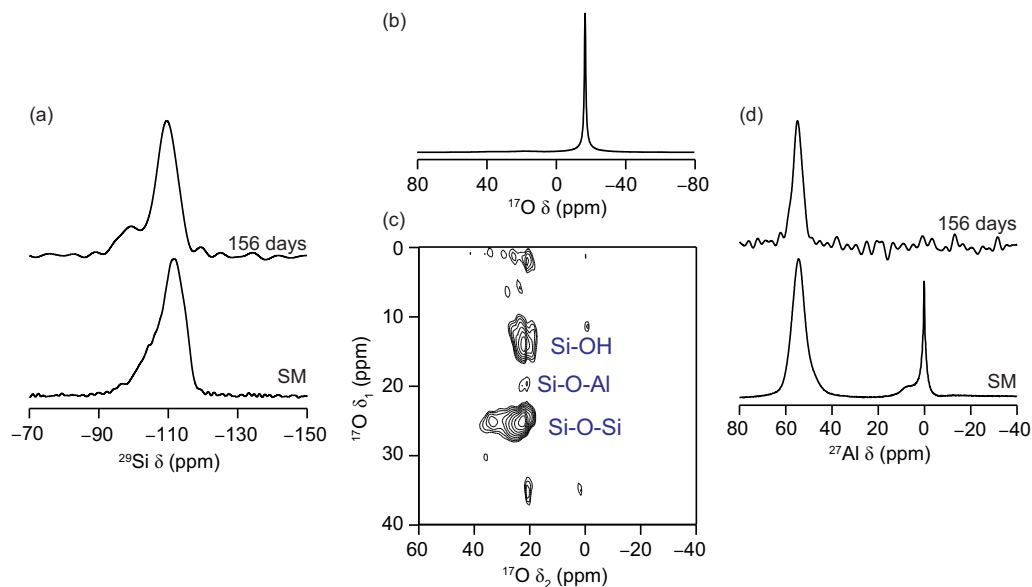 (a)
156 days
SM
−70 −90 −110 −130 −150
²⁹Si δ (ppm)
(b)
80 40 0 −40 −80
¹⁷O δ (ppm)
(c)
0
10
20
30
40
¹⁷O δ₁ (ppm)
Si-OH
Si-O-Al
Si-O-Si
60 40 20 0 −20 −40
¹⁷O δ₂ (ppm)
(d)
156 days
SM
80 60 40 20 0 −20 −40
²⁷Al δ (ppm)